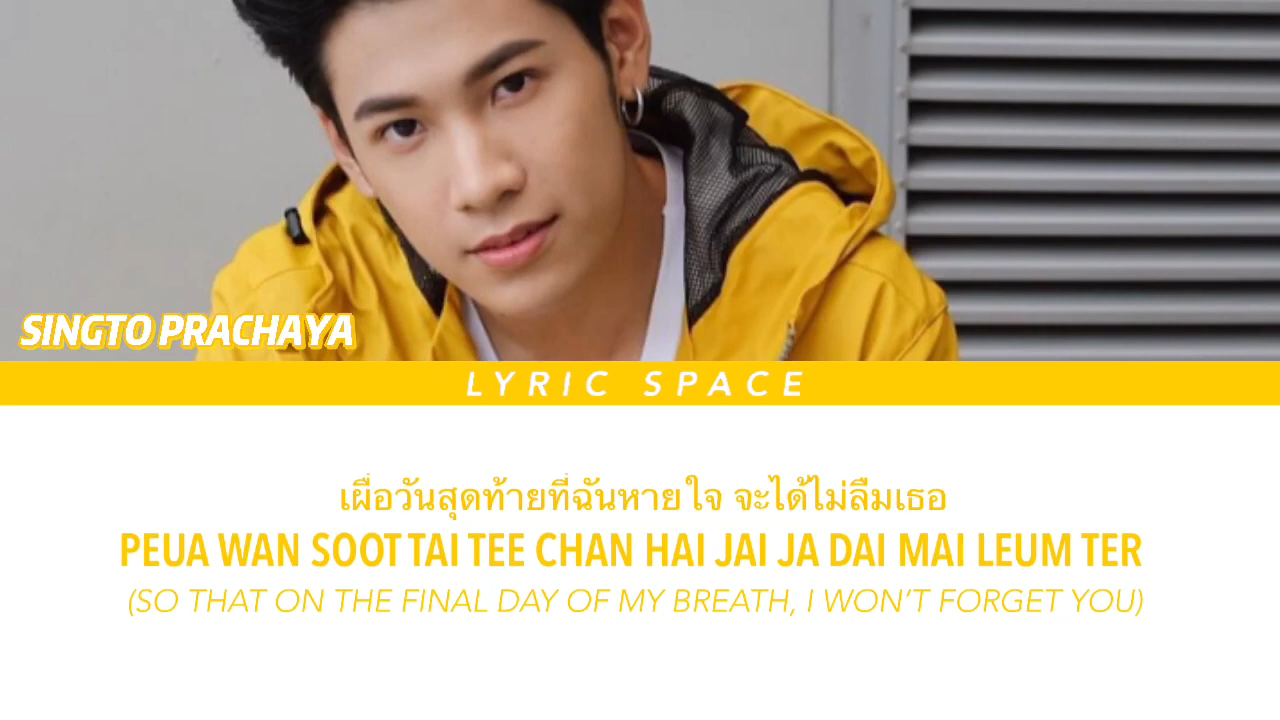 SINGTO PRACHAYA
LYRIC SPACE
เผื่อวันสุดท้ายที่ฉันหายใจ จะได้ไม่ลืมเธอ
PEUA WAN SOOT TAI TEE CHAN HAI JAI JA DAI MAI LEUM TER
(SO THAT ON THE FINAL DAY OF MY BREATH, I WON’T FORGET YOU)